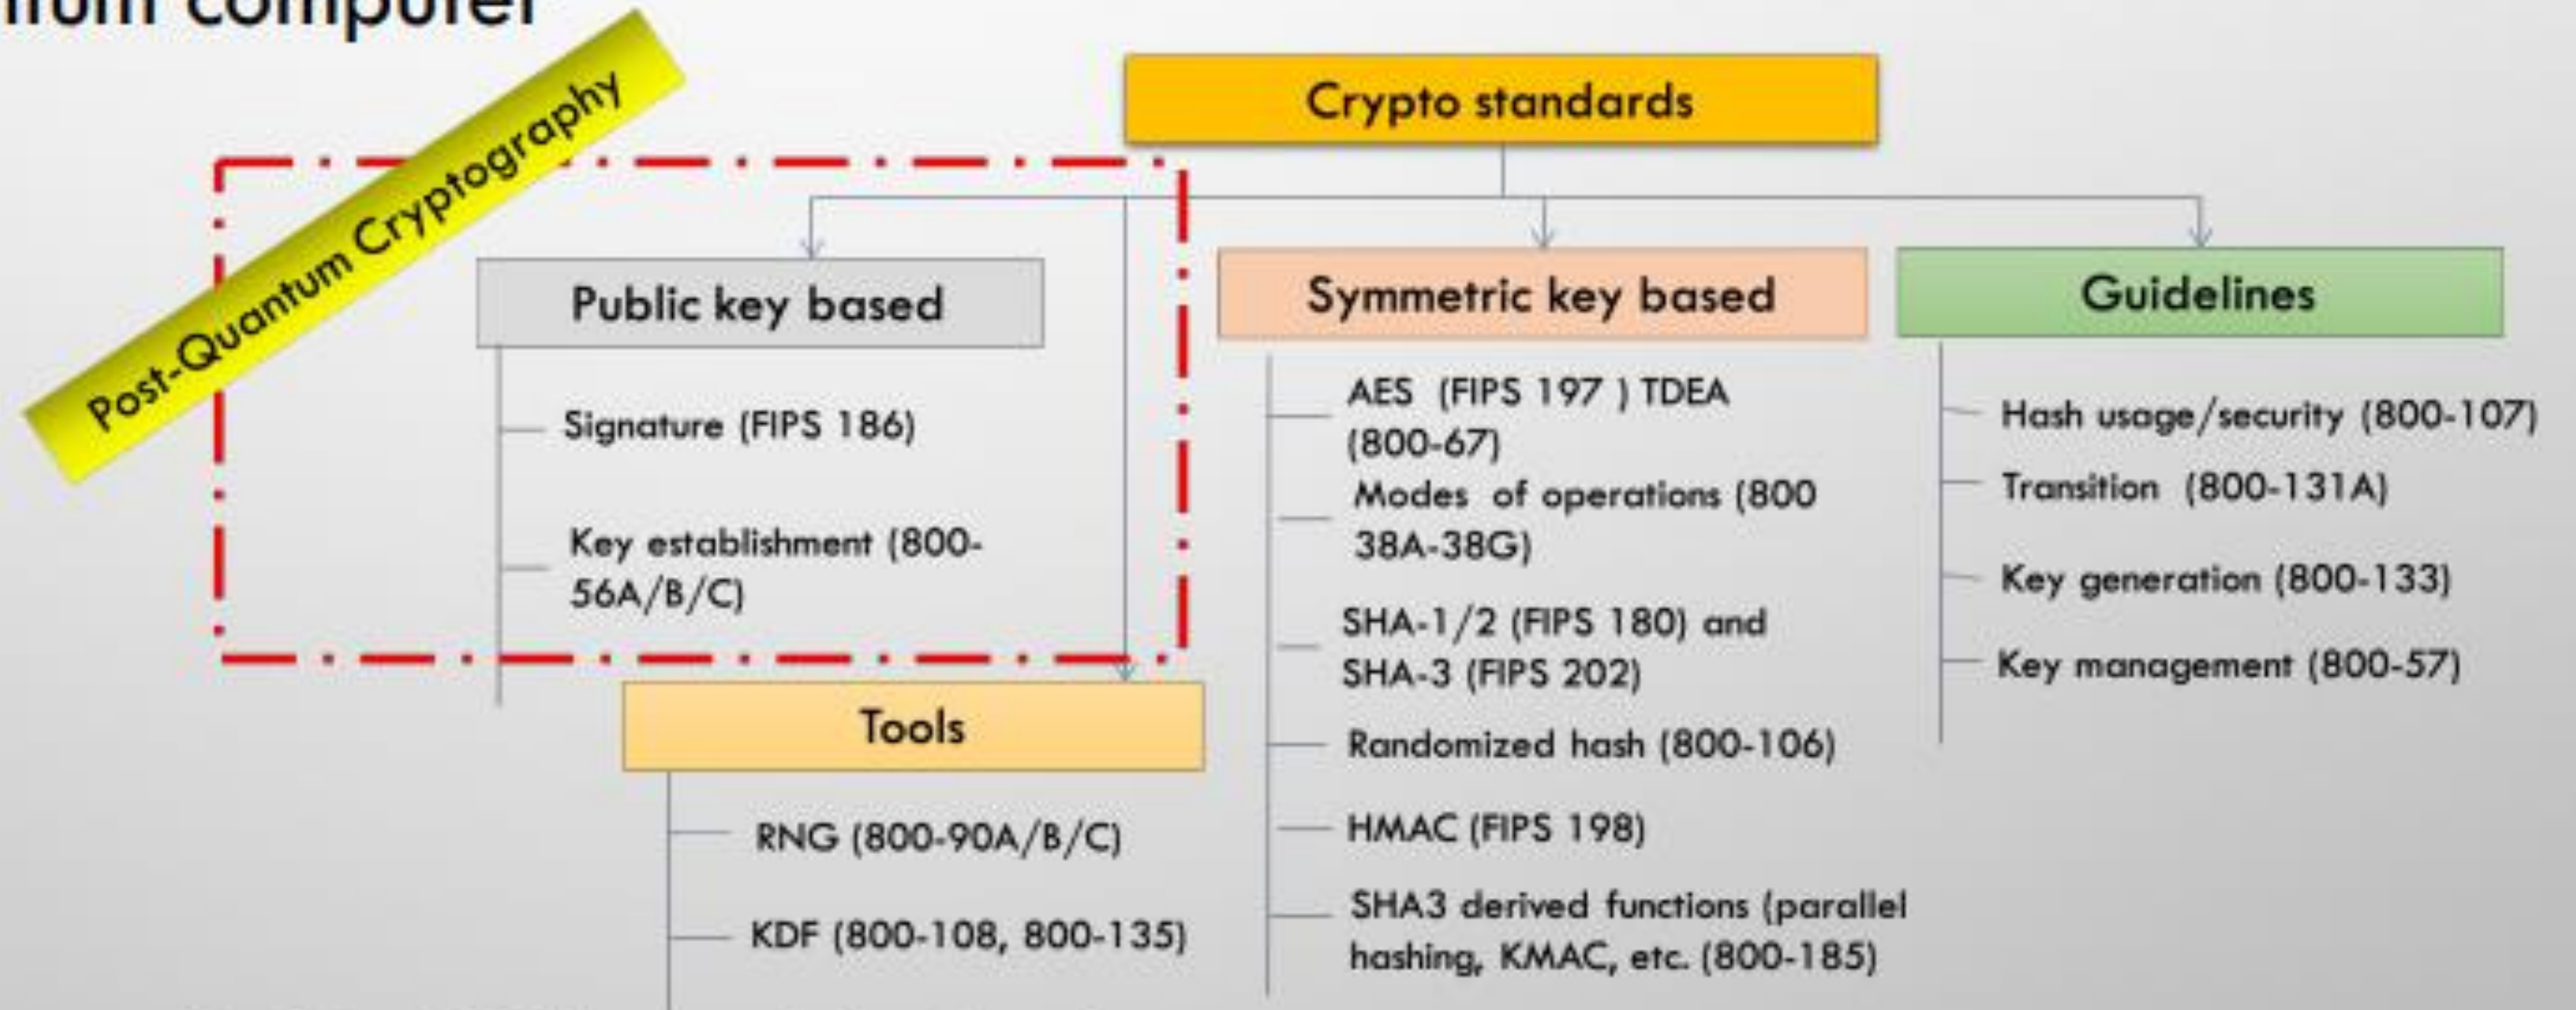 computer
Post-Quantum Cryptography
Crypto standards
Public key based
Signature (FIPS 186)
Key establishment (800-
56A/B/C)
Tools
RNG (800-90A/B/C)
KDF (800-108, 800-135)
Symmetric key based
AES (FIPS 197 ) TDEA
(800-67)
Modes of operations (800
38A-38G)
SHA-1/2 (FIPS 180) and
SHA-3 (FIPS 202)
Randomized hash (800-106)
HMAC (FIPS 198)
SHA3 derived functions (parallel
hashing, KMAC, etc. (800-185)
Guidelines
Hash usage/security (800-107)
Transition (800-131A)
Key generation (800-133)
Key management (800-57)